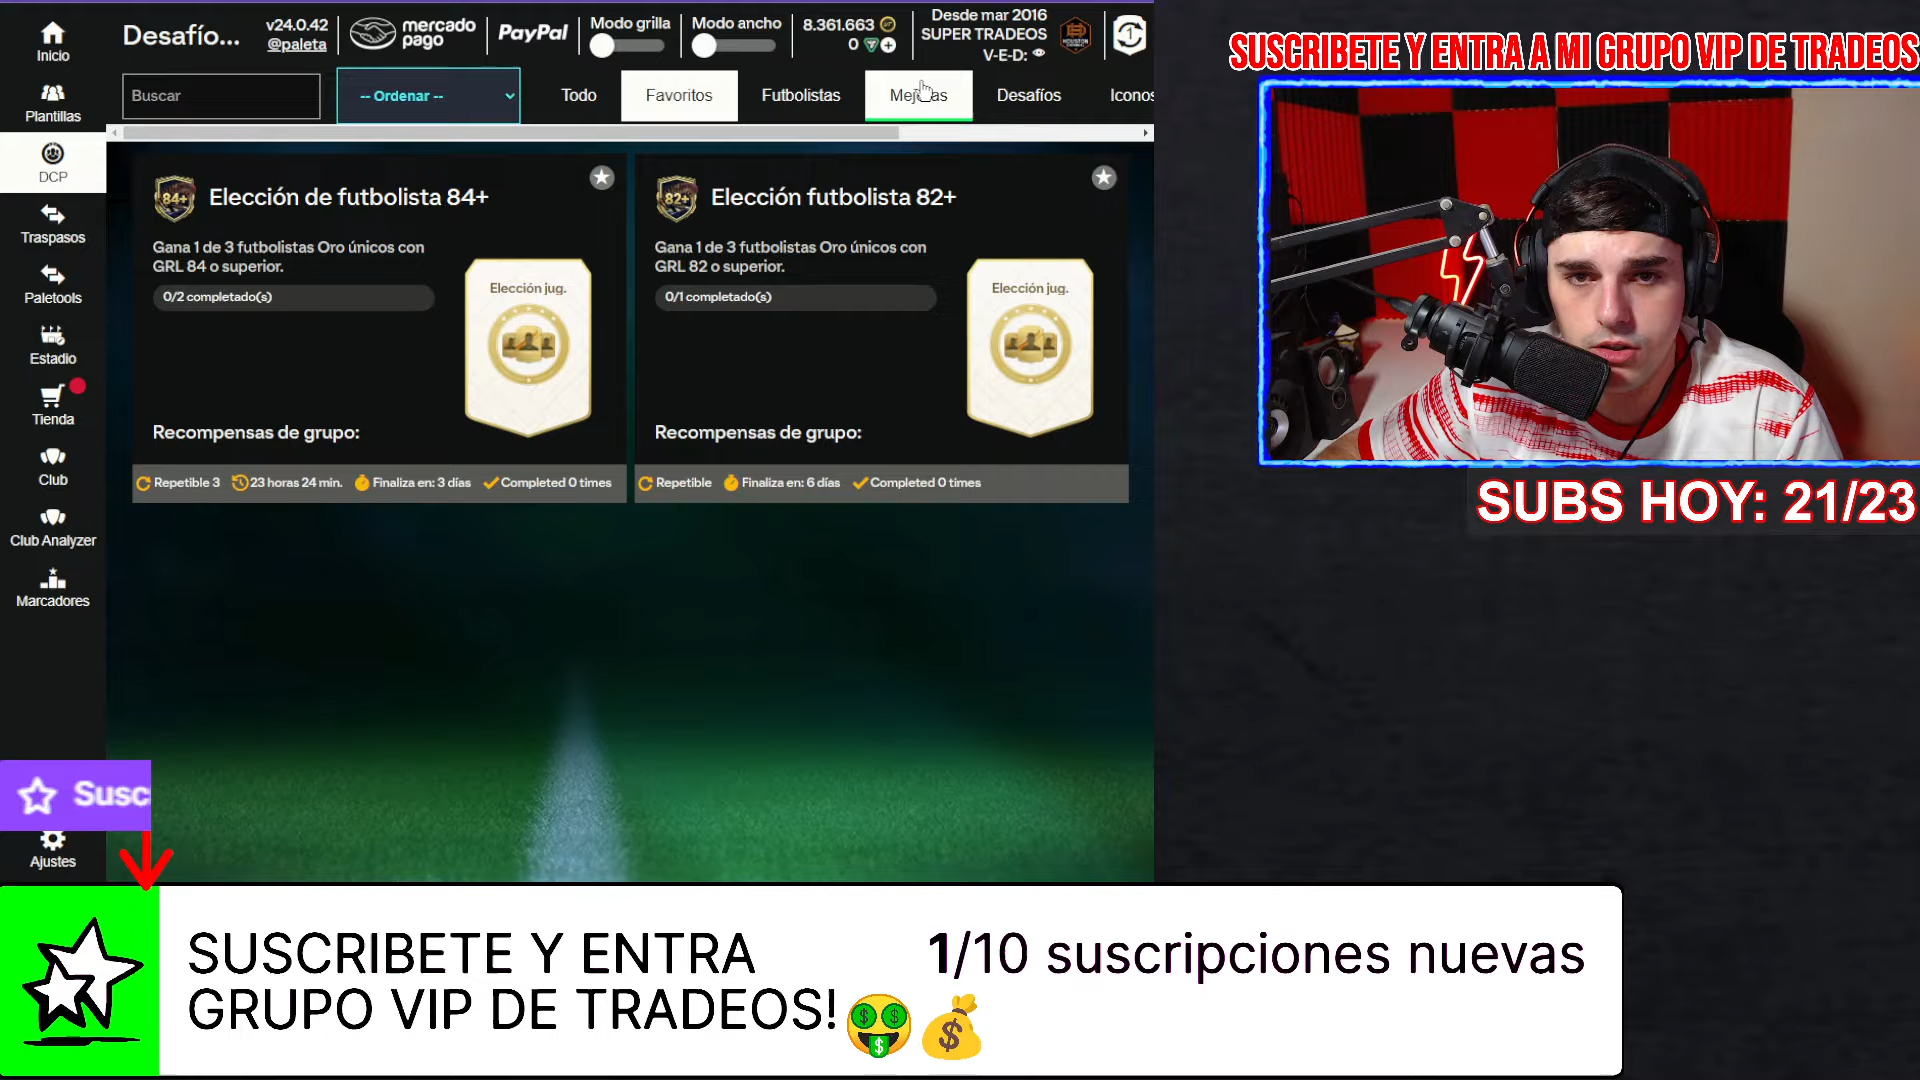 Inicio
Plantillas
DCP
Traspasos
Paletools
Estadio
Tienda
Club
Club Analyzer
Marcadores
Susc
Ajustes
Desafío...
v24.0.42
@paleta
mercado
pago
PayPal
Modo grilla
Modo ancho
8.361.663
0
Desde mar 2016
SUPER TRADEOS
V-E-D:
1
Buscar
-- Ordenar --
Todo
Favoritos
Futbolistas
Mejoras
Desafíos
Iconos
84+
Elección de futbolista 84+
Gana 1 de 3 futbolistas Oro únicos con
GRL 84 o superior.
0/2 completado(s)
Elección jug.
Recompensas de grupo:
Repetible 3
23 horas 24 min.
Finaliza en: 3 días
Completed 0 times
82+
Elección futbolista 82+
Gana 1 de 3 futbolistas Oro únicos con
GRL 82 o superior.
0/1 completado(s)
Elección jug.
Recompensas de grupo:
Repetible
Finaliza en: 6 días
Completed 0 times
SUSCRIBETE Y ENTRA A MI GRUPO VIP DE TRADEOS
SUBS HOY: 21/23
SUSCRIBETE Y ENTRA
GRUPO VIP DE TRADEOS!
1/10 suscripciones nuevas